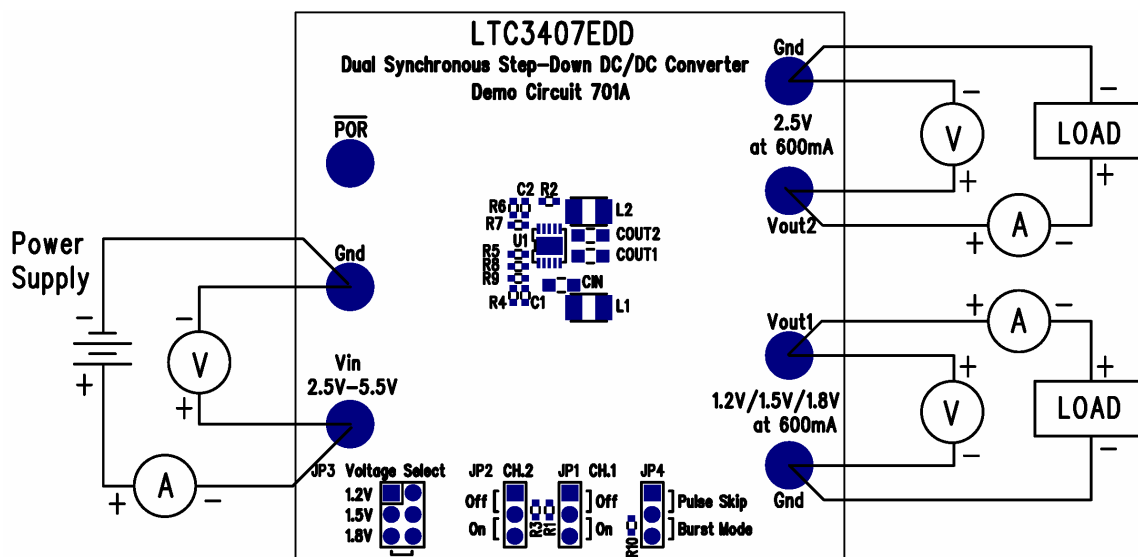 LTC3407EDD
Dual Synchronous Step-Down DC/DC Converter
Demo Circuit 701A
POR
Gnd
2.5V
at 600mA
Vout2
-
V
+
-
LOAD
+
+
A
-
Power
Supply
-
+
-
V
+
+
A
-
Gnd
Vin
2.5V-5.5V
C2
R2
R6
R7
U1
R5
R8
R9
R4
C1
L2
COUT2
COUT1
CIN
L1
Vout1
1.2V/1.5V/1.8V
at 600mA
Gnd
+
A
-
+
V
-
+
LOAD
-
JP3 Voltage Select
1.2V
1.5V
1.8V
JP2 CH.2
Off
On
R3
R1
JP1 CH.1
Off
On
JP4
Pulse Skip
Burst Mode
R10